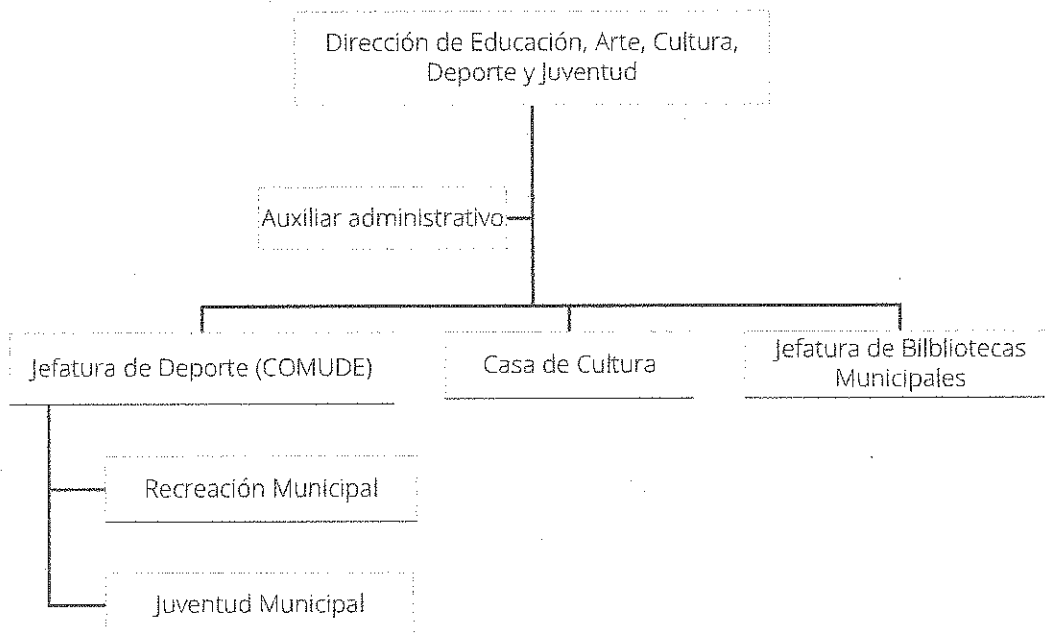 Dirección de Educación, Arte, Cultura,
Deporte y Juventud
Auxiliar administrativo
Jefatura de Deporte (COMUDE)
Casa de Cultura
Jefatura de Bilbliotecas
Municipales
Recreación Municipal
Juventud Municipal